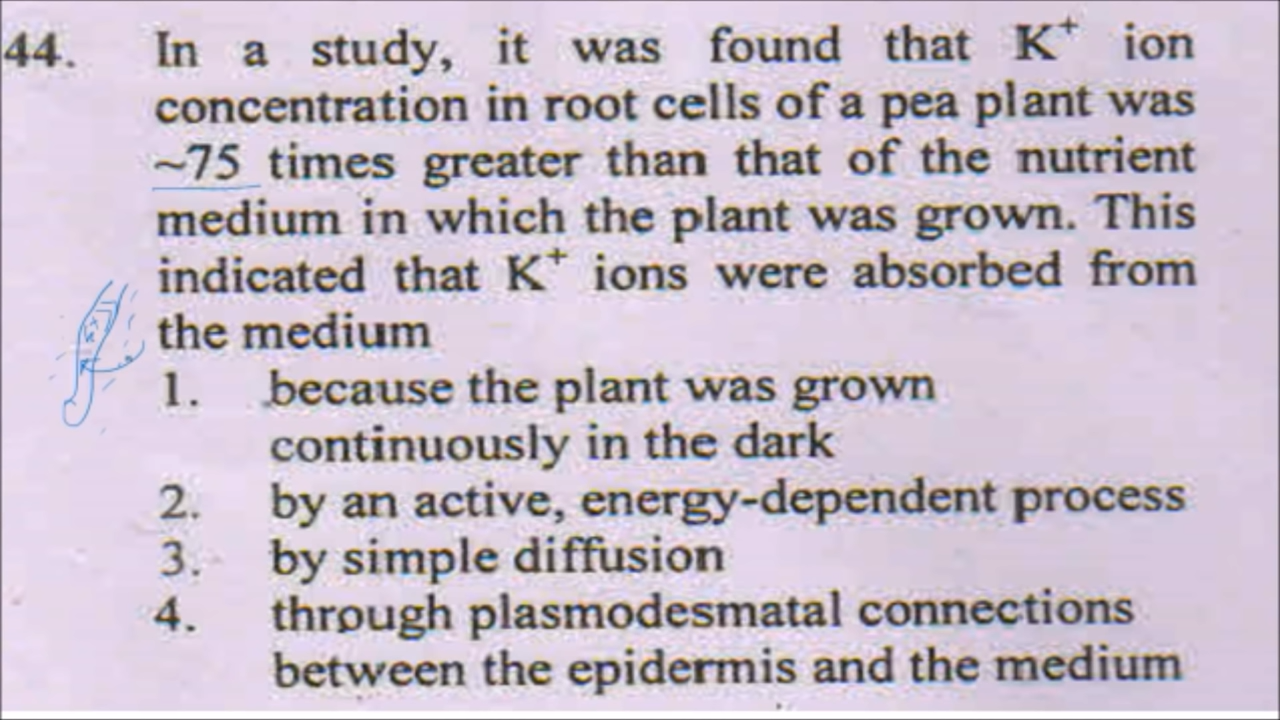 44. In a study, it was found that K⁺ ion
concentration in root cells of a pea plant was
~75 times greater than that of the nutrient
medium in which the plant was grown. This
indicated that K⁺ ions were absorbed from
the medium
1. because the plant was grown
continuously in the dark
2. by an active, energy-dependent process
3. by simple diffusion
4. through plasmodesmatal connections
between the epidermis and the medium